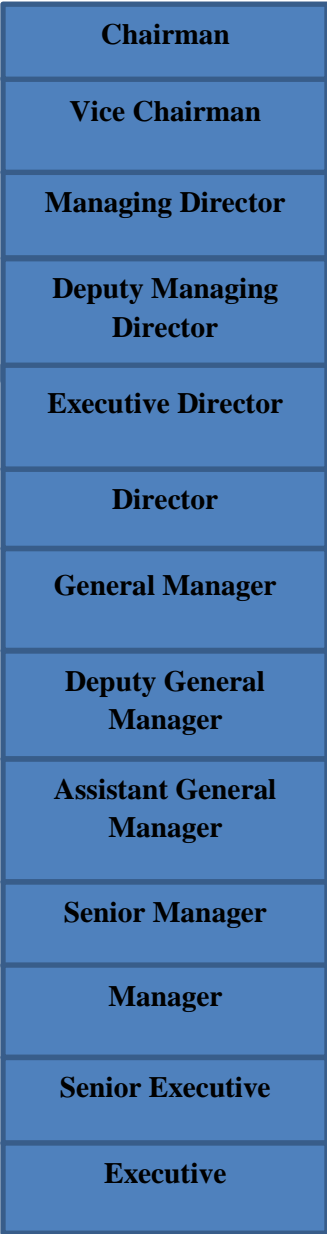 Chairman
Vice Chairman
Managing Director
Deputy Managing
Director
Executive Director
Director
General Manager
Deputy General
Manager
Assistant General
Manager
Senior Manager
Manager
Senior Executive
Executive